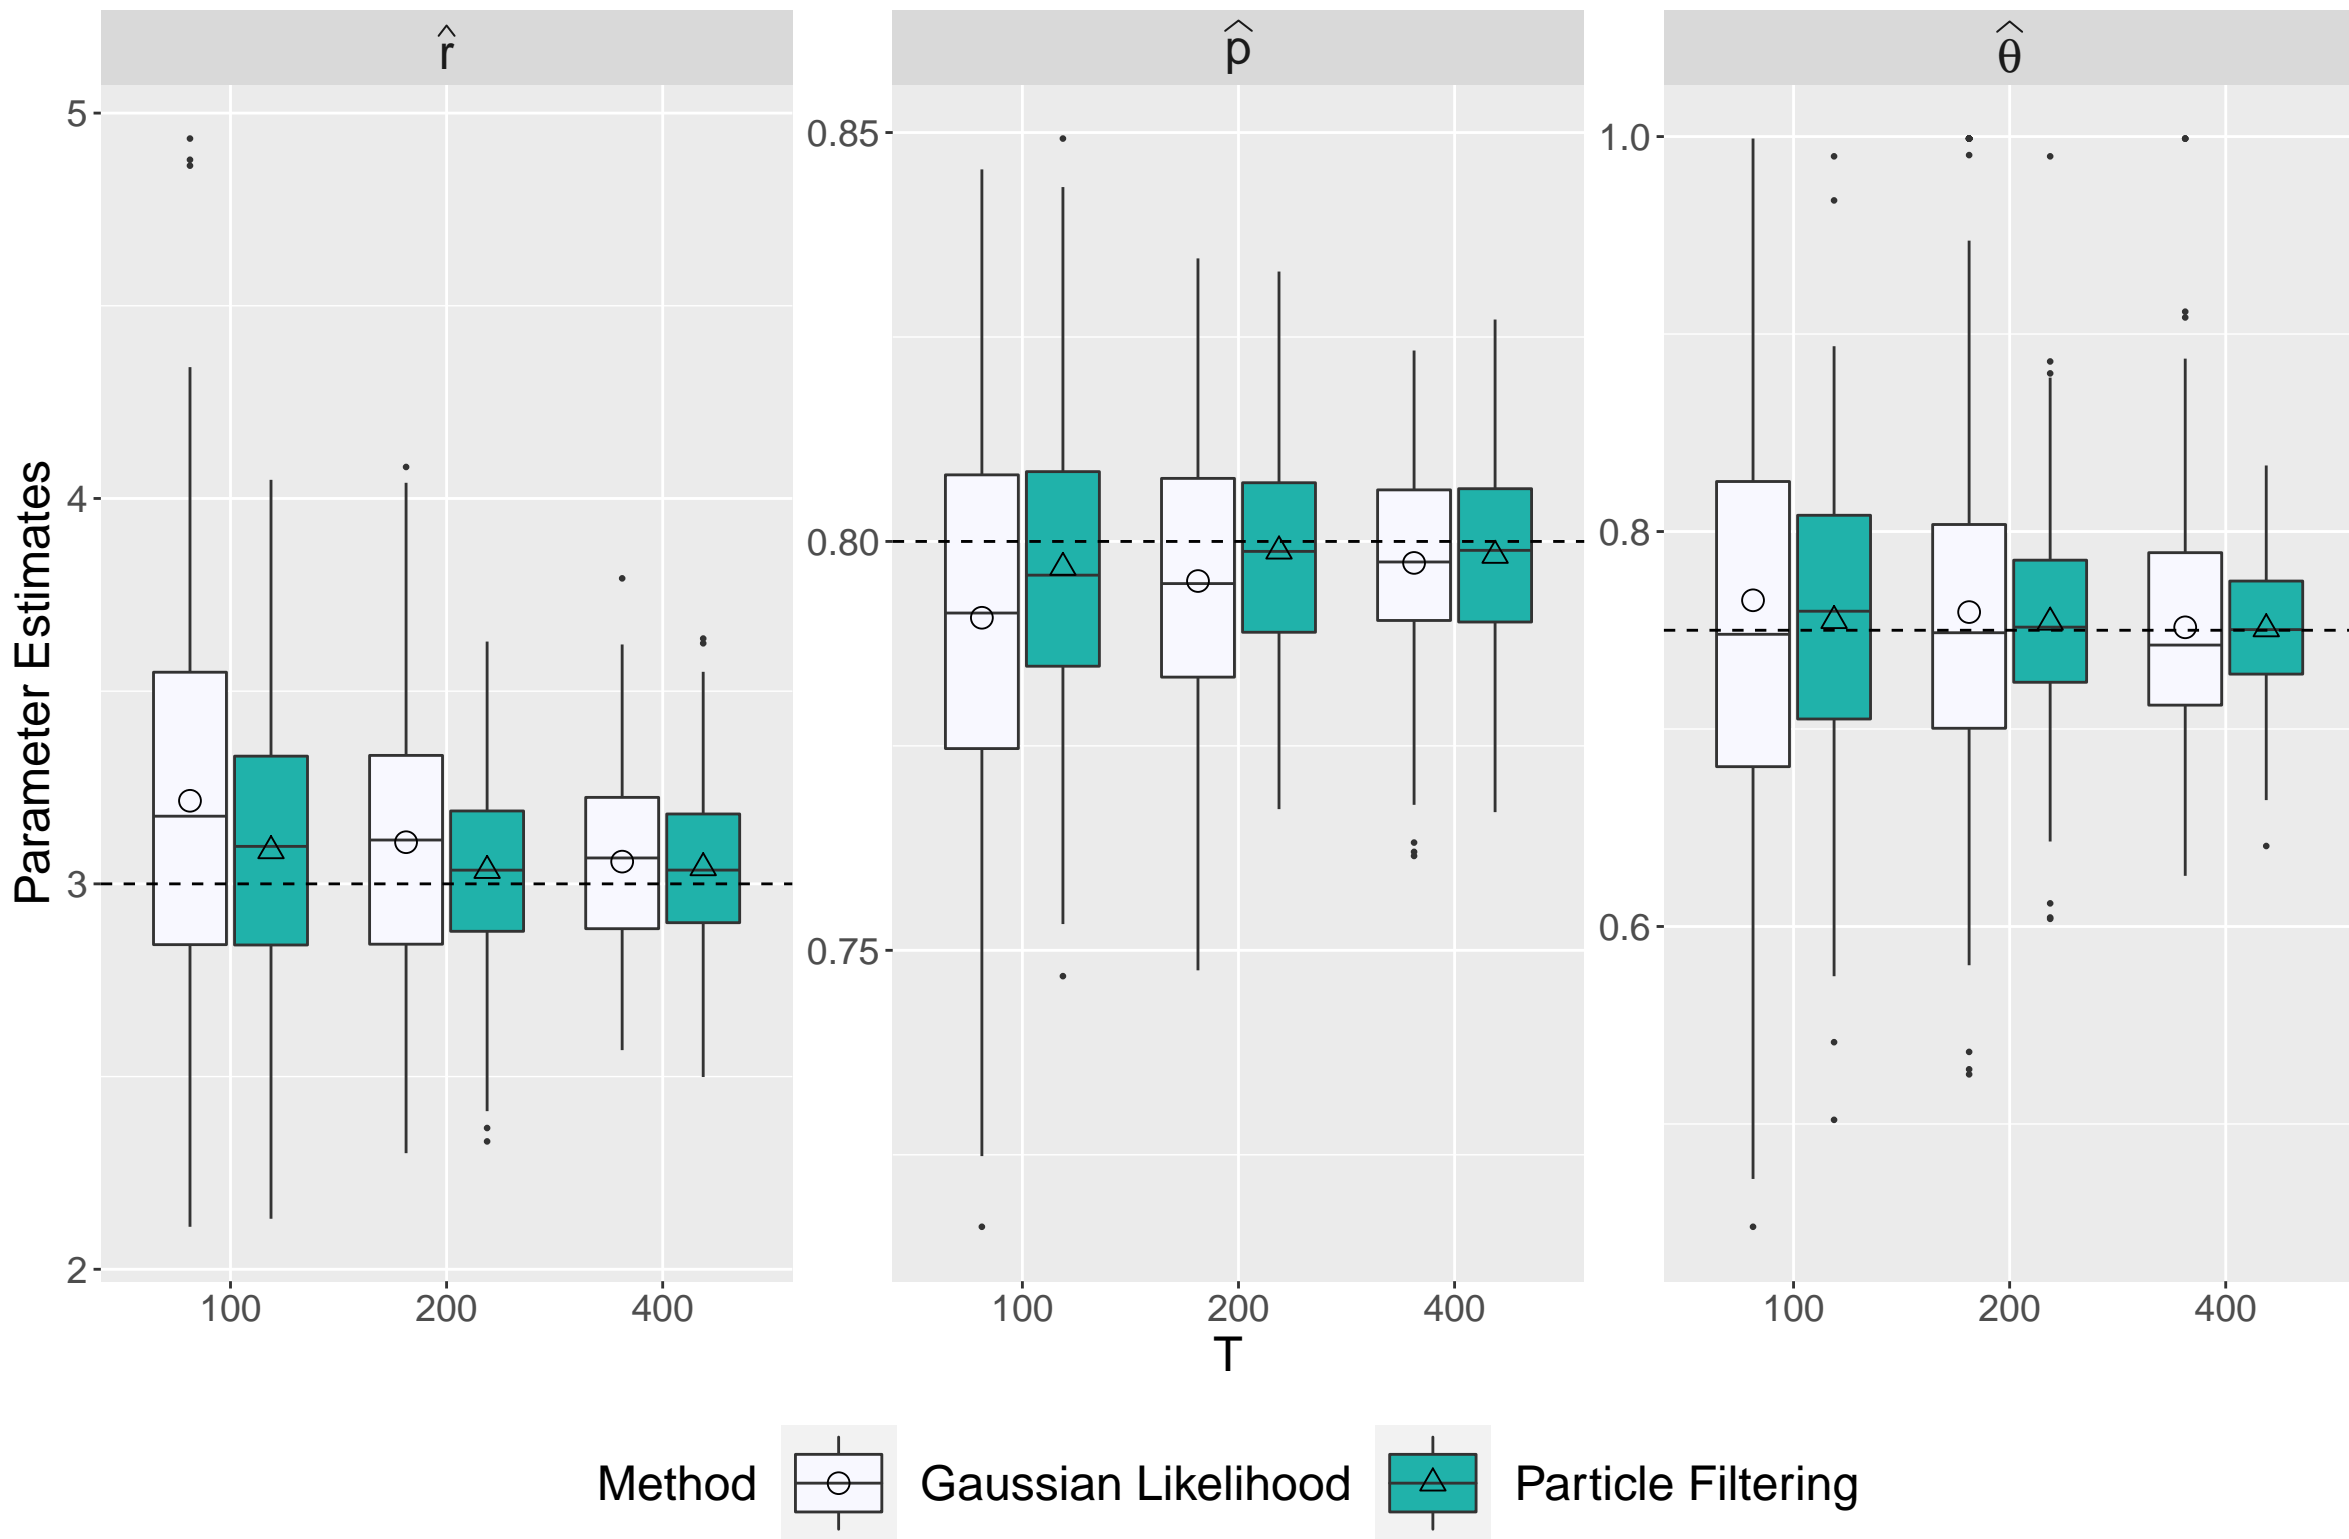 r̂
p̂
θ̂
Parameter Estimates
5
4
3
2
0.85
0.80
0.75
1.0
0.8
0.6
100 200 400
100 200 400
100 200 400
T
Method Gaussian Likelihood Particle Filtering